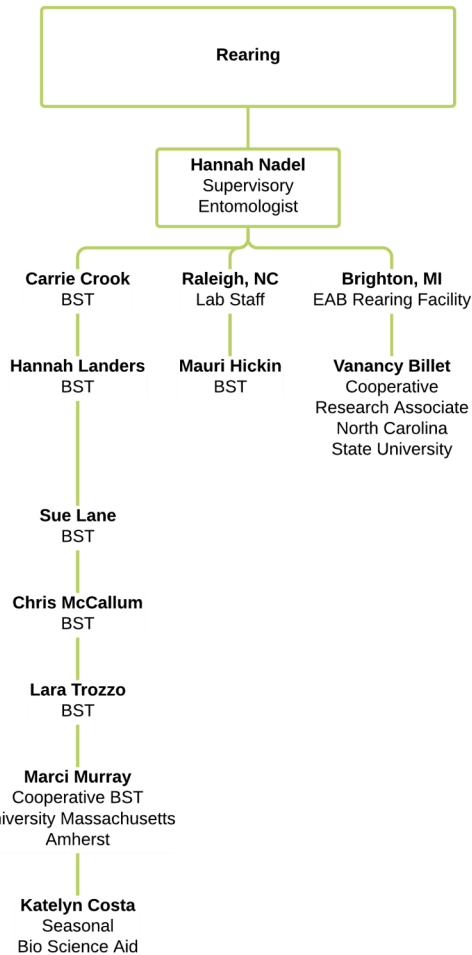 Rearing
Hannah Nadel
Supervisory
Entomologist
Carrie Crook
BST
Hannah Landers
BST
Sue Lane
BST
Chris McCallum
BST
Lara Trozzo
BST
Marci Murray
Cooperative BST
Massachusetts
Amherst
Katelyn Costa
Seasonal
Bio Science Aid
Raleigh, NC
Lab Staff
Mauri Hickin
BST
Brighton, MI
EAB Rearing Facility
Vanancy Billet
Cooperative
Research Associate
North Carolina
State University